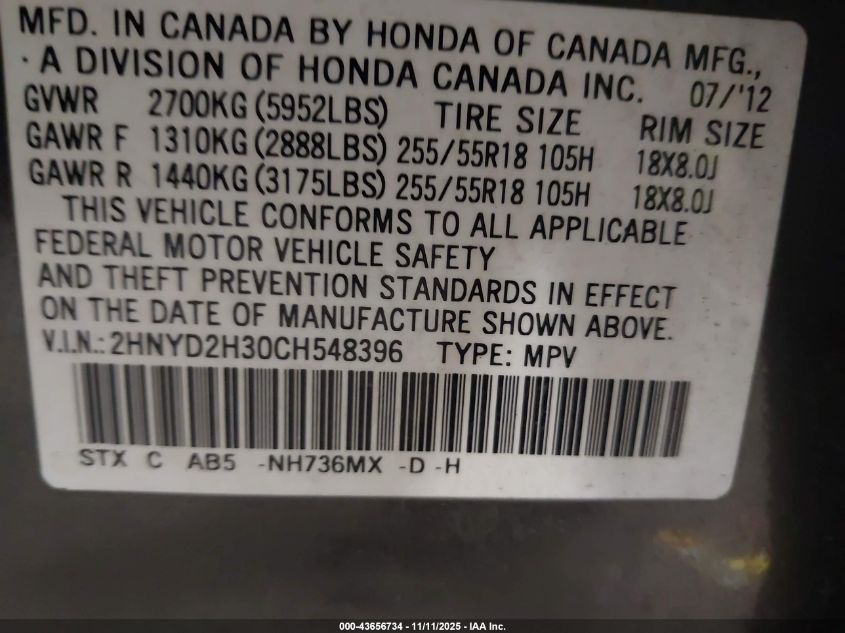 MFD. IN CANADA BY HONDA OF CANADA MFG.,
· A DIVISION OF HONDA CANADA INC. 07/'12
GVWR 2700KG (5952LBS) TIRE SIZE RIM SIZE
GAWR F 1310KG (2888LBS) 255/55R18 105H 18X8.0J
GAWR R 1440KG (3175LBS) 255/55R18 105H 18X8.0J
THIS VEHICLE CONFORMS TO ALL APPLICABLE
FEDERAL MOTOR VEHICLE SAFETY
AND THEFT PREVENTION STANDARDS IN EFFECT
ON THE DATE OF MANUFACTURE SHOWN ABOVE.
V.I.N.: 2HNYD2H30CH548396 TYPE: MPV
STX C AB5 -NH736MX -D -H
000-43656734 - 11/11/2025 - IAA Inc.